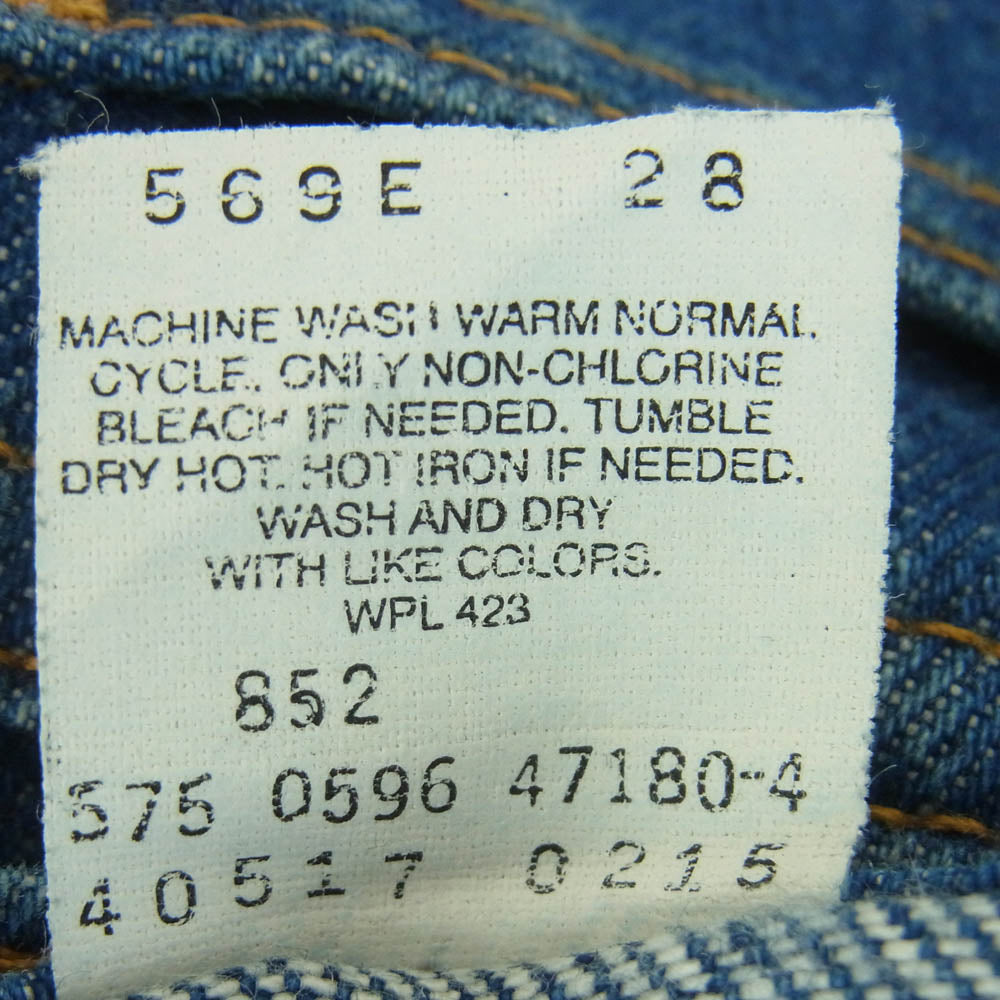 569E 28
MACHINE WASH WARM NORMAL
CYCLE. ONLY NON-CHLORINE
BLEACH IF NEEDED. TUMBLE
DRY HOT. HOT IRON IF NEEDED.
WASH AND DRY
WITH LIKE COLORS.
WPL 423
852
575 0596 47180-4
40517 0215